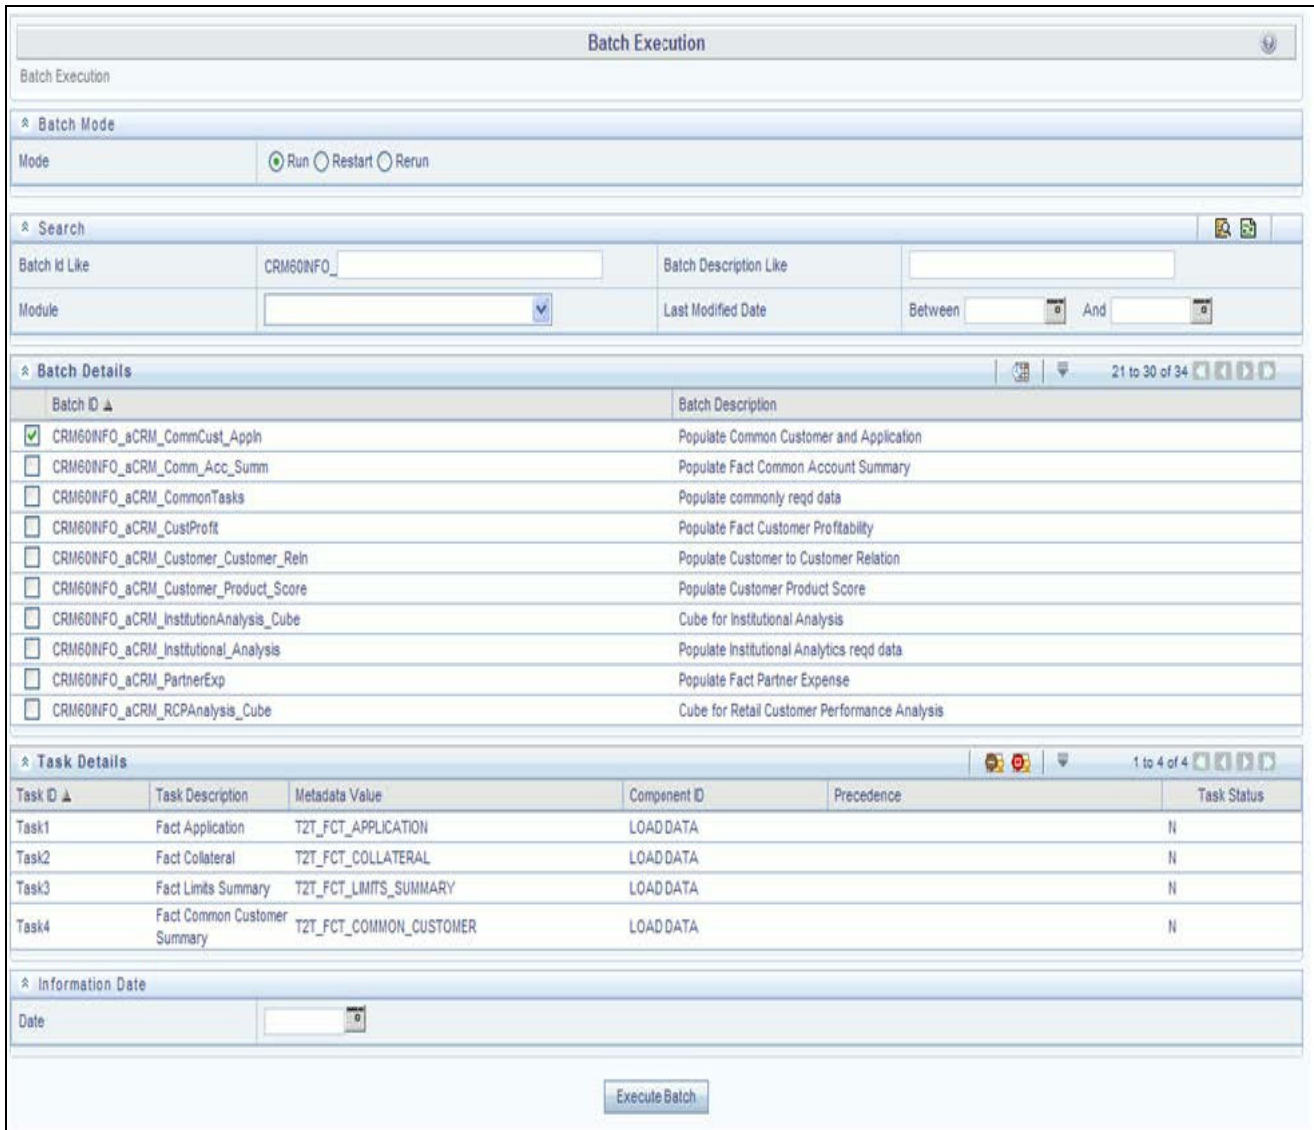 Batch Execution
Batch Execution
Batch Mode
Mode Run Restart Rerun
Search
Batch Id Like CRM60INFO_ Batch Description Like
Module Last Modified Date Between And
Batch Details 21 to 30 of 34
Batch ID Batch Description
CRM60INFO_aCRM_CommCust_Appln Populate Common Customer and Application
CRM60INFO_aCRM_Comm_Acc_Summ Populate Fact Common Account Summary
CRM60INFO_aCRM_CommonTasks Populate commonly reqd data
CRM60INFO_aCRM_CustProfit Populate Fact Customer Profitability
CRM60INFO_aCRM_Customer_Customer_Reln Populate Customer to Customer Relation
CRM60INFO_aCRM_Customer_Product_Score Populate Customer Product Score
CRM60INFO_aCRM_InstitutionAnalysis_Cube Cube for Institutional Analysis
CRM60INFO_aCRM_Institutional_Analysis Populate Institutional Analytics reqd data
CRM60INFO_aCRM_PartnerExp Populate Fact Partner Expense
CRM60INFO_aCRM_RCPAnalysis_Cube Cube for Retail Customer Performance Analysis
Task Details 1 to 4 of 4
Task ID Task Description Metadata Value Component ID Precedence Task Status
Task1 Fact Application T2T_FCT_APPLICATION LOAD DATA N
Task2 Fact Collateral T2T_FCT_COLLATERAL LOAD DATA N
Task3 Fact Limits Summary T2T_FCT_LIMITS_SUMMARY LOAD DATA N
Task4 Fact Common Customer Summary T2T_FCT_COMMON_CUSTOMER LOAD DATA N
Information Date
Date
Execute Batch